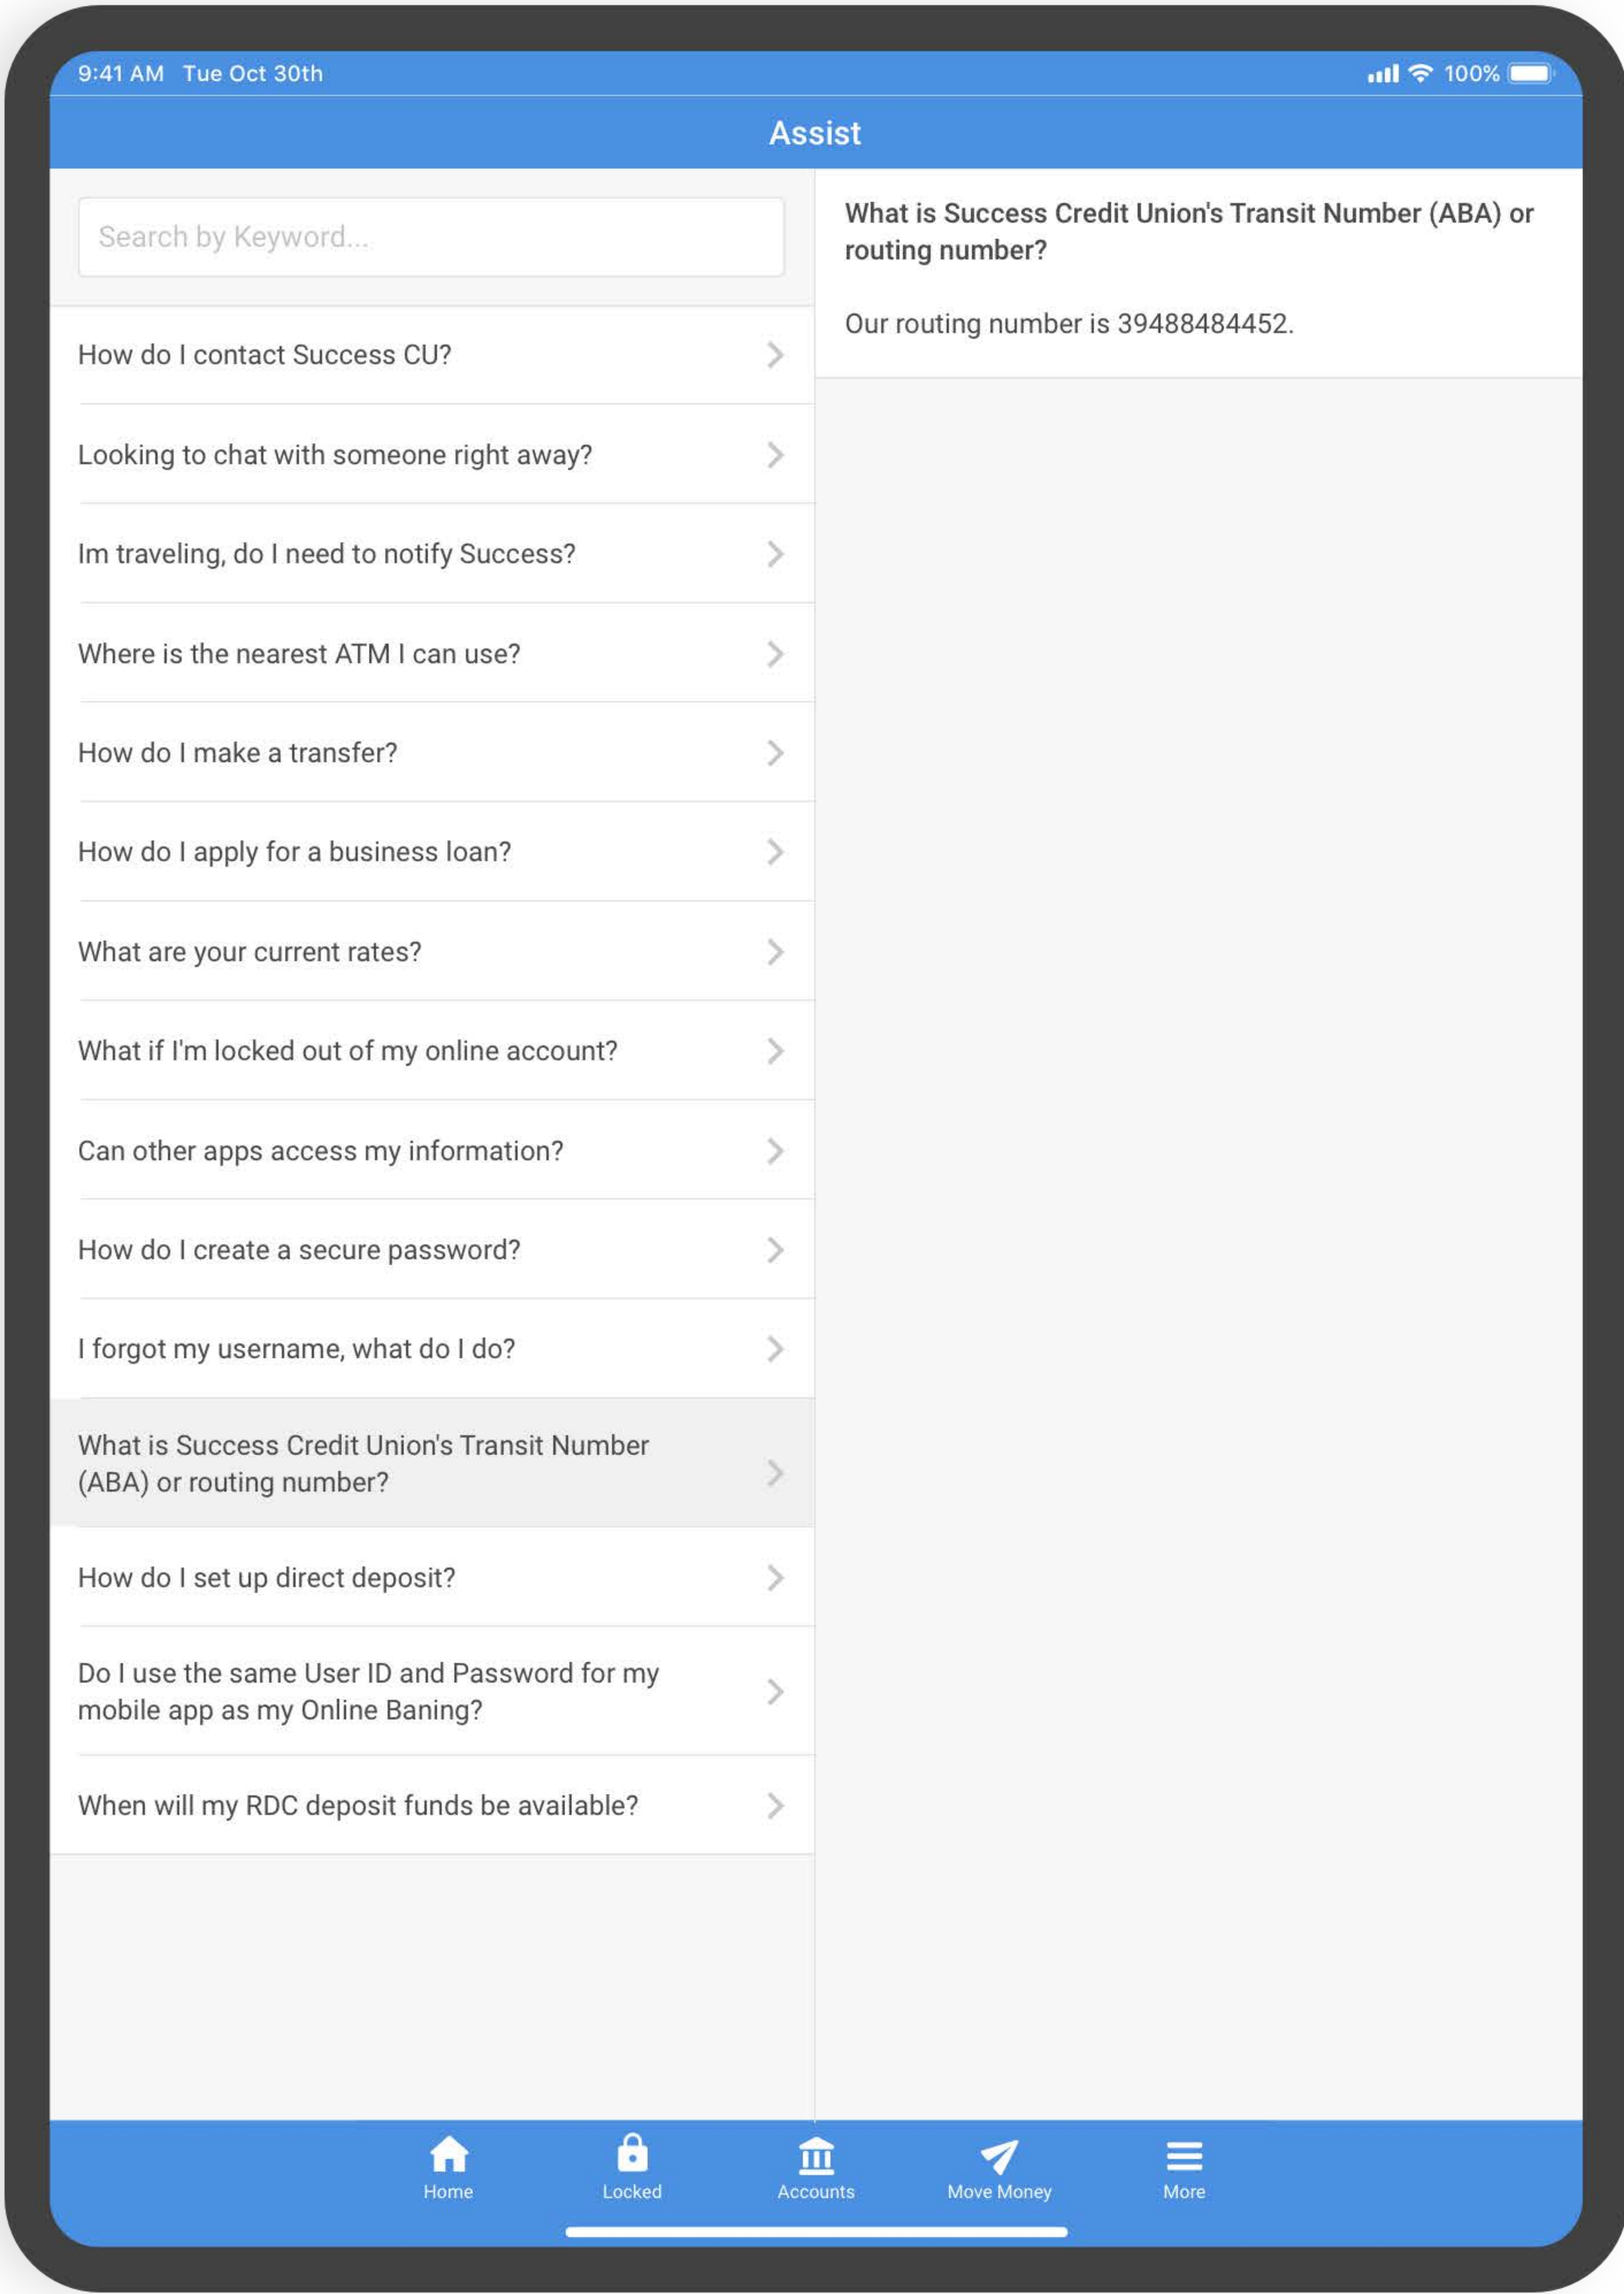 9:41 AM Tue Oct 30th
100%
Assist
Search by Keyword...
How do I contact Success CU?
Looking to chat with someone right away?
Im traveling, do I need to notify Success?
Where is the nearest ATM I can use?
How do I make a transfer?
How do I apply for a business loan?
What are your current rates?
What if I'm locked out of my online account?
Can other apps access my information?
How do I create a secure password?
I forgot my username, what do I do?
What is Success Credit Union's Transit Number
(ABA) or routing number?
How do I set up direct deposit?
Do I use the same User ID and Password for my
mobile app as my Online Baning?
When will my RDC deposit funds be available?
What is Success Credit Union's Transit Number (ABA) or
routing number?
Our routing number is 39488484452.
Home
Locked
Accounts
Move Money
More